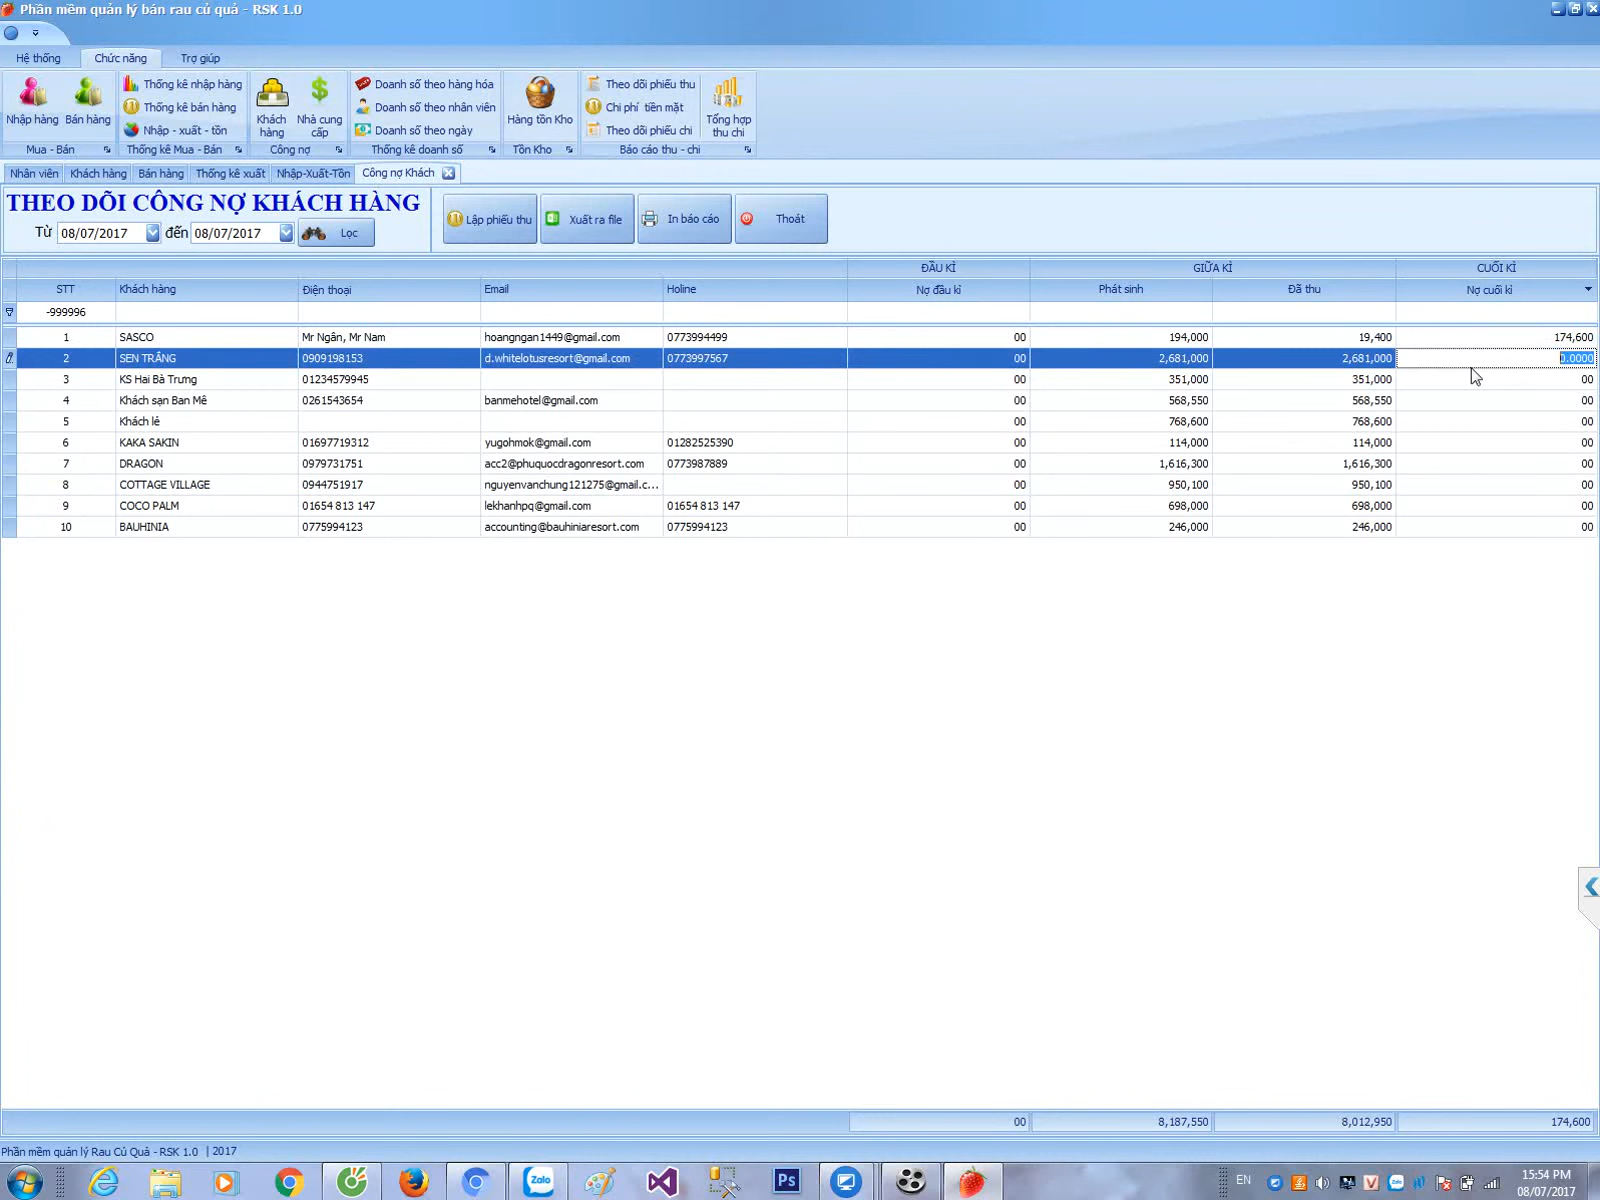 Phần mềm quản lý bán rau củ quả - RSK 1.0
Hệ thống Chức năng Trợ giúp
Nhập hàng Bán hàng Thống kê nhập hàng Thống kê bán hàng Nhập - xuất - tồn Khách hàng Nhà cung cấp Doanh số theo hàng hóa Doanh số theo nhân viên Doanh số theo ngày Hàng tồn Kho Theo dõi phiếu thu Chi phí tiền mặt Theo dõi phiếu chi Tổng hợp thu chi
Mua - Bán Thống kê Mua - Bán Công nợ Thống kê doanh số Tồn Kho Báo cáo thu - chi
Nhân viên Khách hàng Bán hàng Thống kê xuất Nhập-Xuất-Tồn Công nợ Khách
THEO DÕI CÔNG NỢ KHÁCH HÀNG
Từ 08/07/2017 đến 08/07/2017 Lọc
Lập phiếu thu Xuất ra file In báo cáo Thoát
ĐẦU KÌ GIỮA KÌ CUỐI KÌ
STT Khách hàng Điện thoại Email Holine Nợ đầu kì Phát sinh Đã thu Nợ cuối kì
-999996
1 SASCO Mr Ngân, Mr Nam hoangngan1449@gmail.com 0773994499 00 194,000 19,400 174,600
2 SEN TRẮNG 0909198153 d.whitelotusresort@gmail.com 0773997567 00 2,681,000 2,681,000 0.0000
3 KS Hai Bà Trưng 01234579945 00 351,000 351,000 00
4 Khách sạn Ban Mê 0261543654 banmehotel@gmail.com 00 568,550 568,550 00
5 Khách lẻ 00 768,600 768,600 00
6 KAKA SAKIN 01697719312 yugohmok@gmail.com 01282525390 00 114,000 114,000 00
7 DRAGON 0979731751 acc2@phuquocdragonresort.com 0773987889 00 1,616,300 1,616,300 00
8 COTTAGE VILLAGE 0944751917 nguyenvanchung121275@gmail.c... 00 950,100 950,100 00
9 COCO PALM 01654 813 147 lekhanhpq@gmail.com 01654 813 147 00 698,000 698,000 00
10 BAUHINIA 0775994123 accounting@bauhiniaresort.com 0775994123 00 246,000 246,000 00
00 8,187,550 8,012,950 174,600
Phần mềm quản lý Rau Củ Quả - RSK 1.0 | 2017
Zalo Ps EN 15:54 PM
08/07/2017